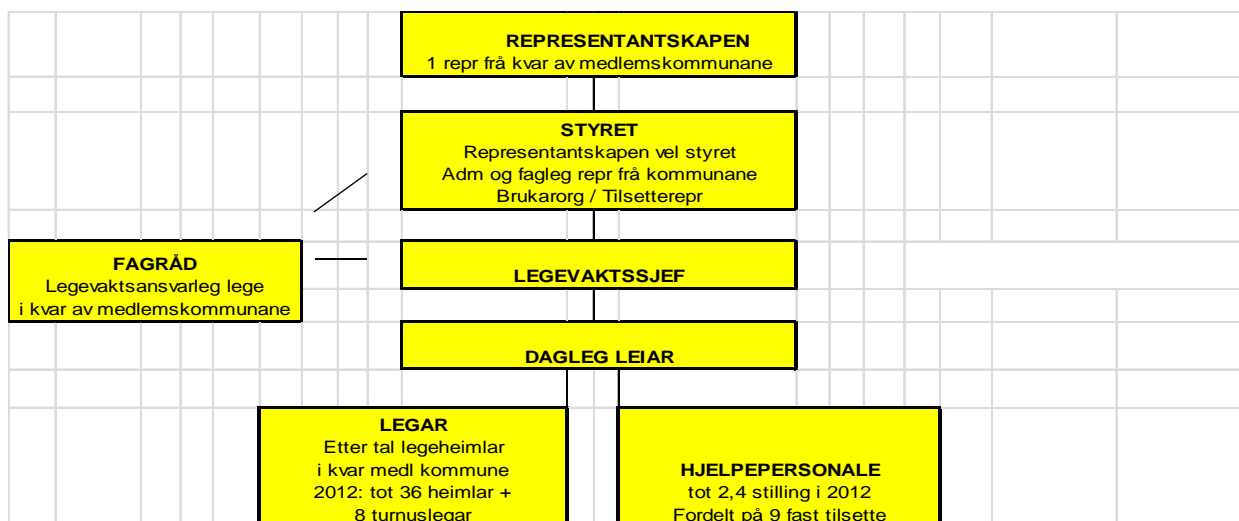 REPRESENTANTSKAPEN
1 repr frå kvar av medlemskommunane
STYRET
Representantskapen vel styret
Adm og fagleg repr frå kommunane
Brukarorg / Tilsetterepr
FAGRÅD
Legevaktsansvarleg lege
i kvar av medlemskommunane
LEGEVAKTSSJEF
DAGLEG LEIAR
LEGAR
Etter tal legeheimlar
i kvar medl kommune
2012: tot 36 heimlar +
8 turnuslegar
HJELPEPERSONALE
tot 2,4 stilling i 2012
Fordelt på 9 fast tilsette